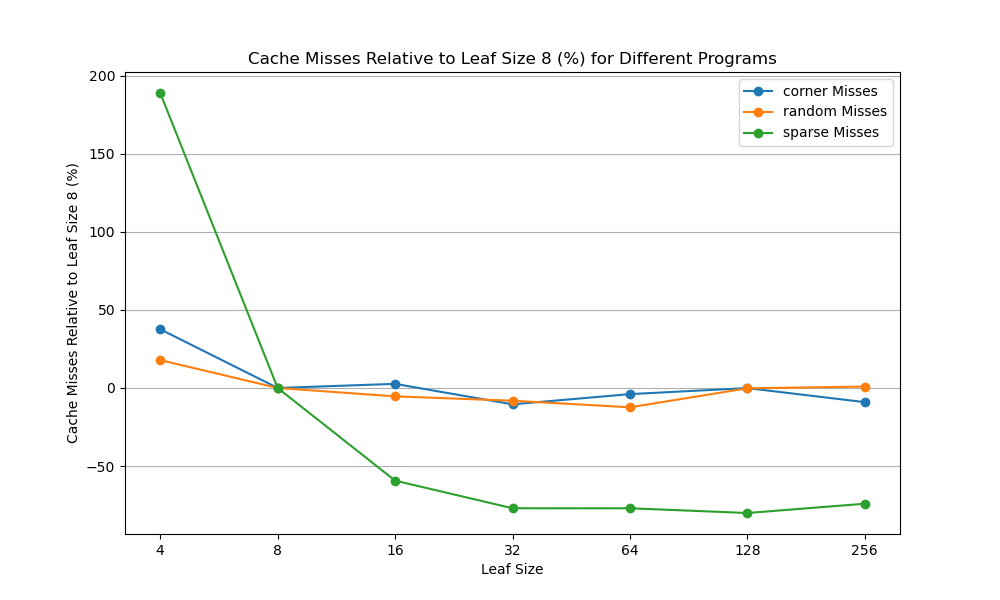 Cache Misses Relative to Leaf Size 8 (%) for Different Programs
Cache Misses Relative to Leaf Size 8 (%)
200
150
100
50
0
−50
corner Misses
random Misses
sparse Misses
4 8 16 32 64 128 256
Leaf Size